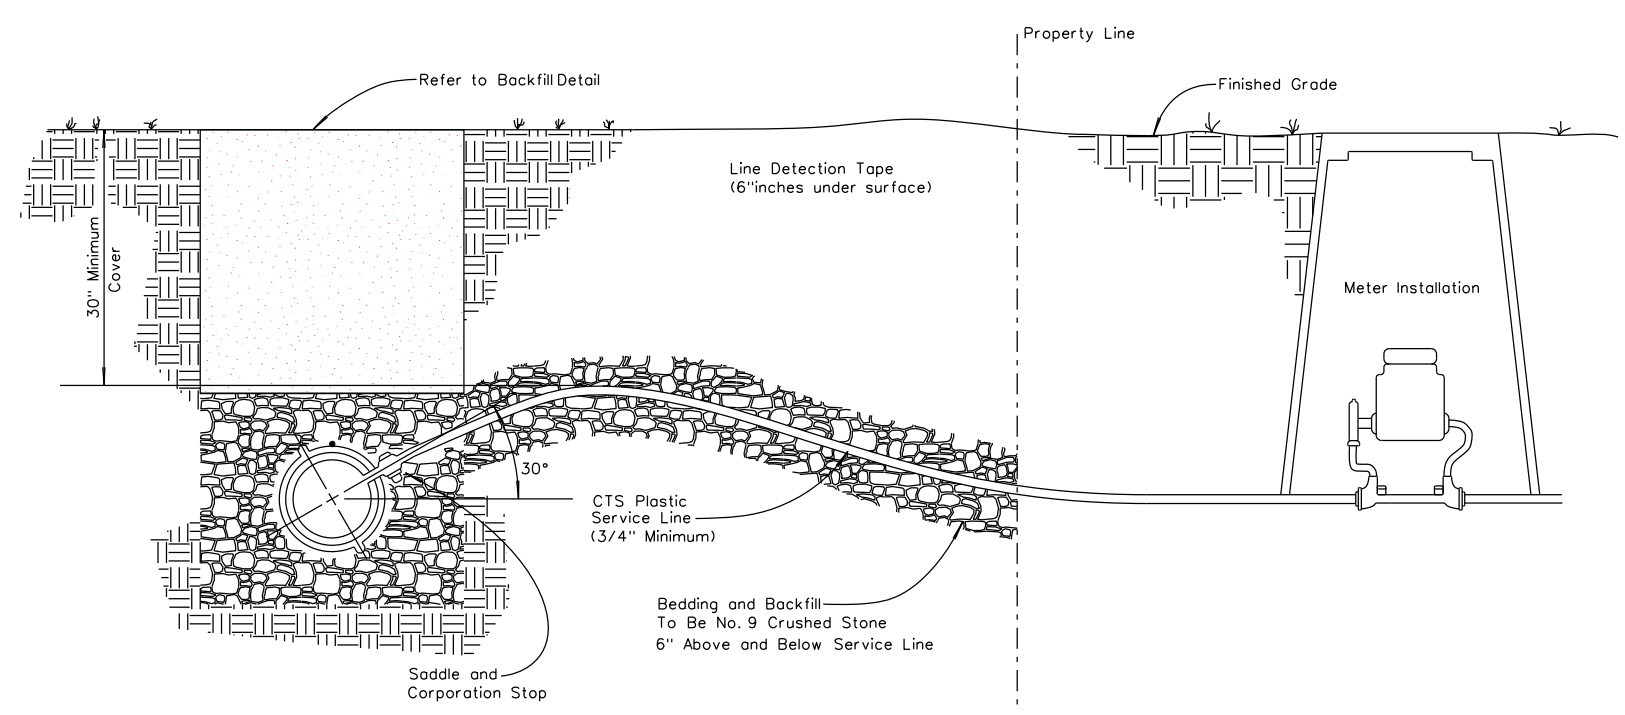 Property Line
Refer to Backfill Detail
Finished Grade
Line Detection Tape
(6"inches under surface)
30" Minimum
Cover
Meter Installation
30°
CTS Plastic
Service Line
(3/4" Minimum)
Bedding and Backfill
To Be No. 9 Crushed Stone
6" Above and Below Service Line
Saddle and
Corporation Stop